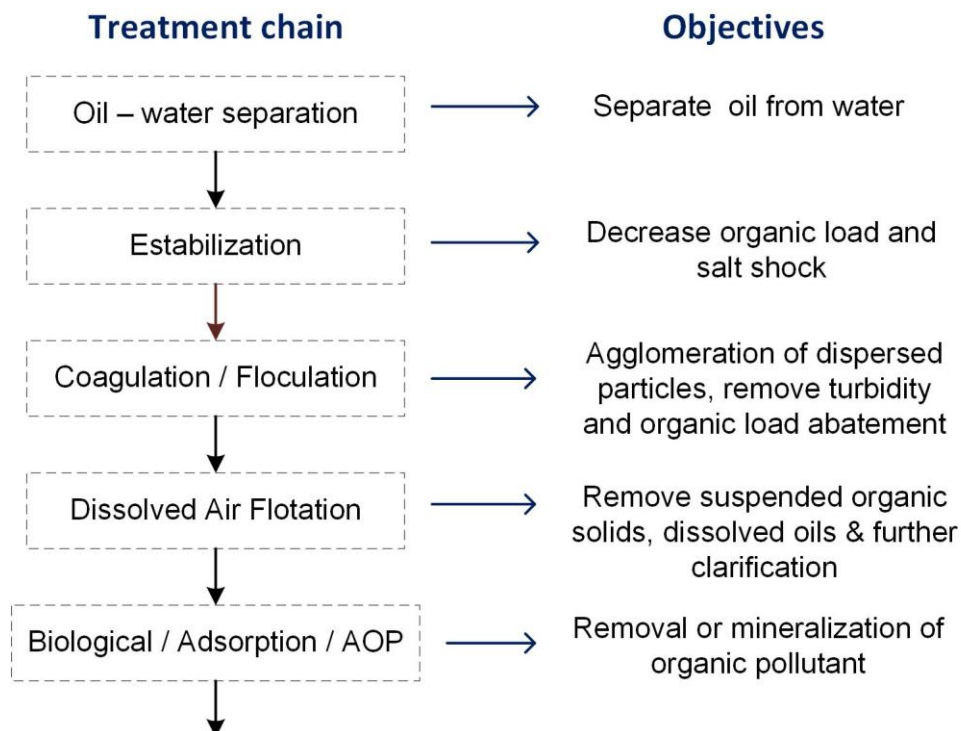 Treatment chain
Objectives
Oil – water separation
Separate oil from water
Estabilization
Decrease organic load and
salt shock
Coagulation / Floculation
Agglomeration of dispersed
particles, remove turbidity
and organic load abatement
Dissolved Air Flotation
Remove suspended organic
solids, dissolved oils & further
clarification
Biological / Adsorption / AOP
Removal or mineralization of
organic pollutant